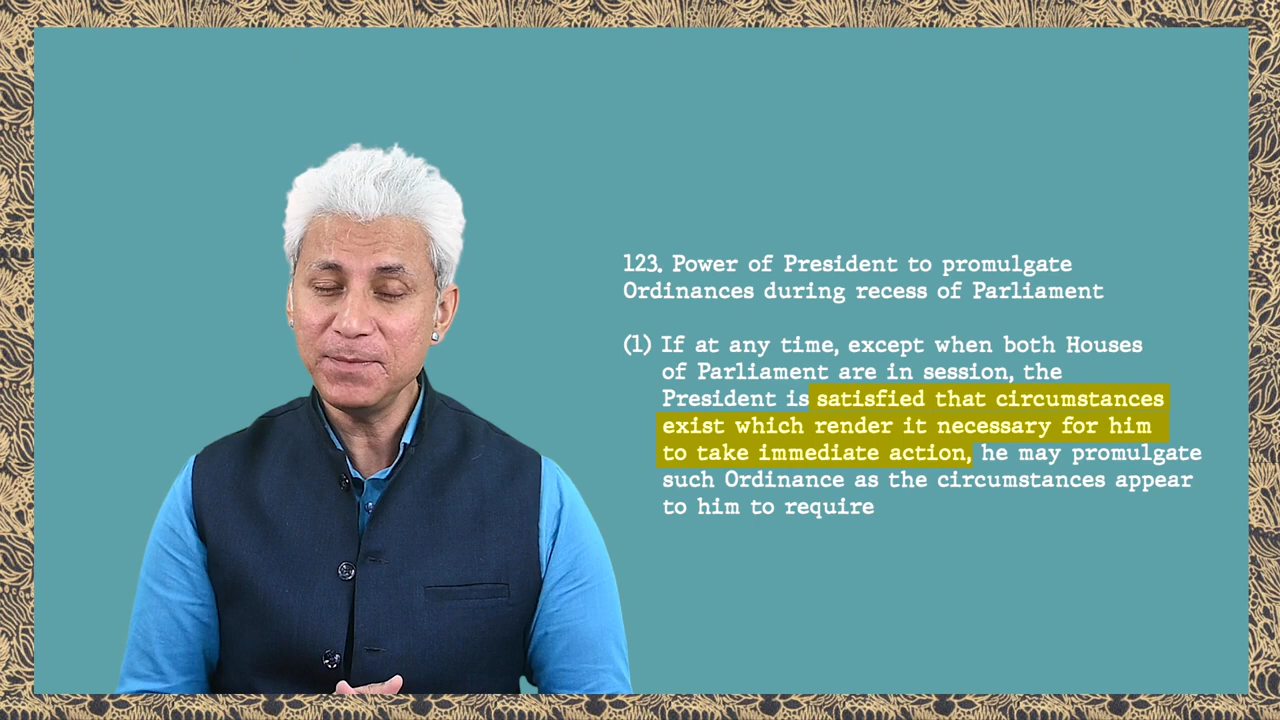 123. Power of President to promulgate
Ordinances during recess of Parliament
(1) If at any time, except when both Houses
of Parliament are in session, the
President is satisfied that circumstances
exist which render it necessary for him
to take immediate action, he may promulgate
such Ordinance as the circumstances appear
to him to require